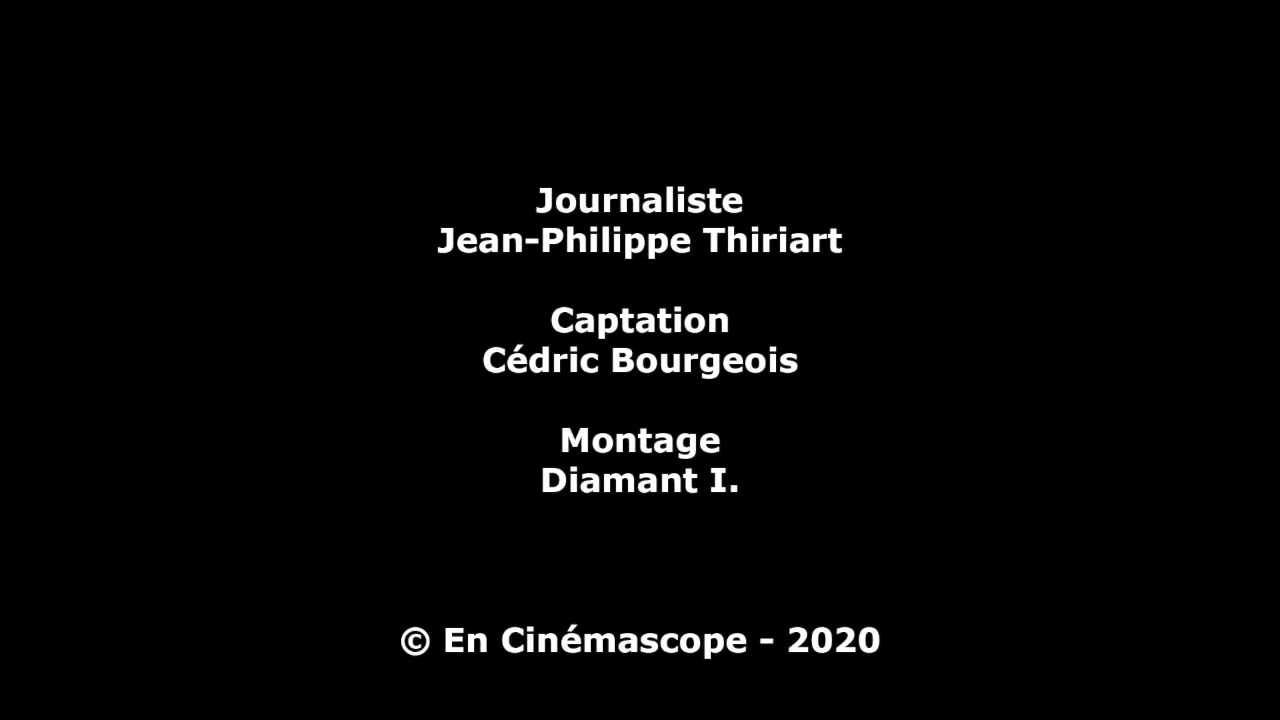 Journaliste
Jean-Philippe Thiriart
Captation
Cédric Bourgeois
Montage
Diamant I.
© En Cinémascope - 2020